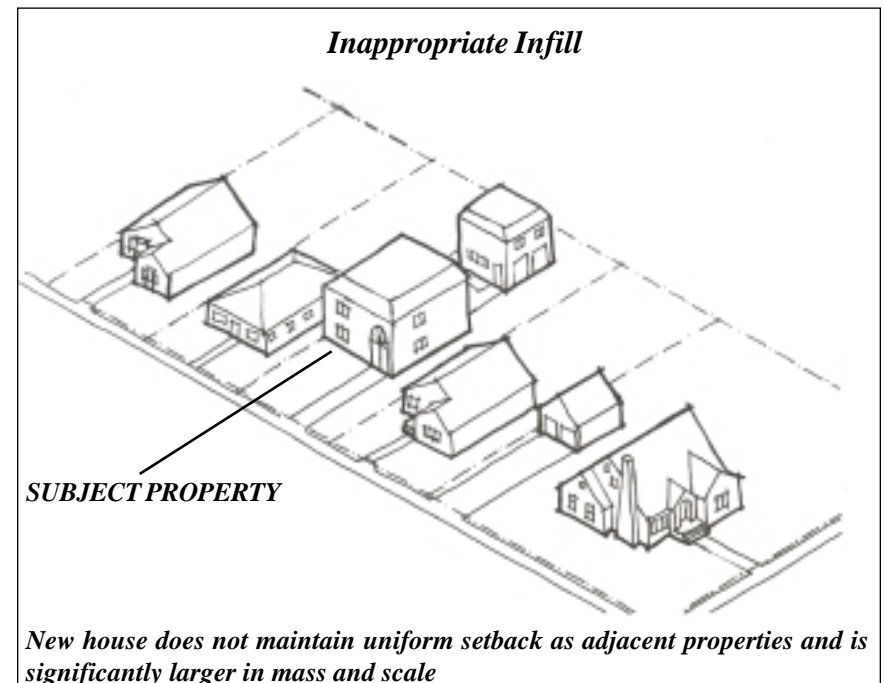 Inappropriate Infill
SUBJECT PROPERTY
New house does not maintain uniform setback as adjacent properties and is
significantly larger in mass and scale